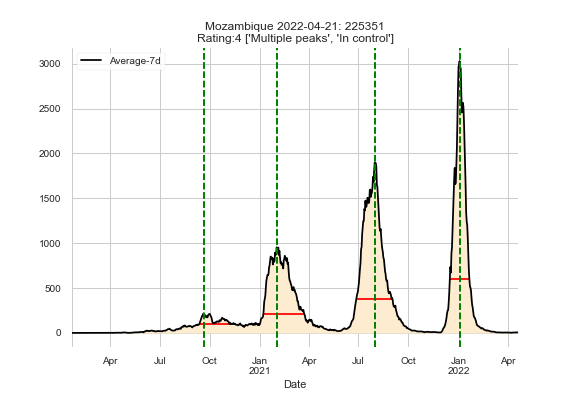 Mozambique 2022-04-21: 225351
Rating:4 ['Multiple peaks', 'In control']
Average-7d
3000
2500
2000
1500
1000
500
0
Apr Jul Oct Jan Apr Jul Oct Jan Apr
2021 2022
Date